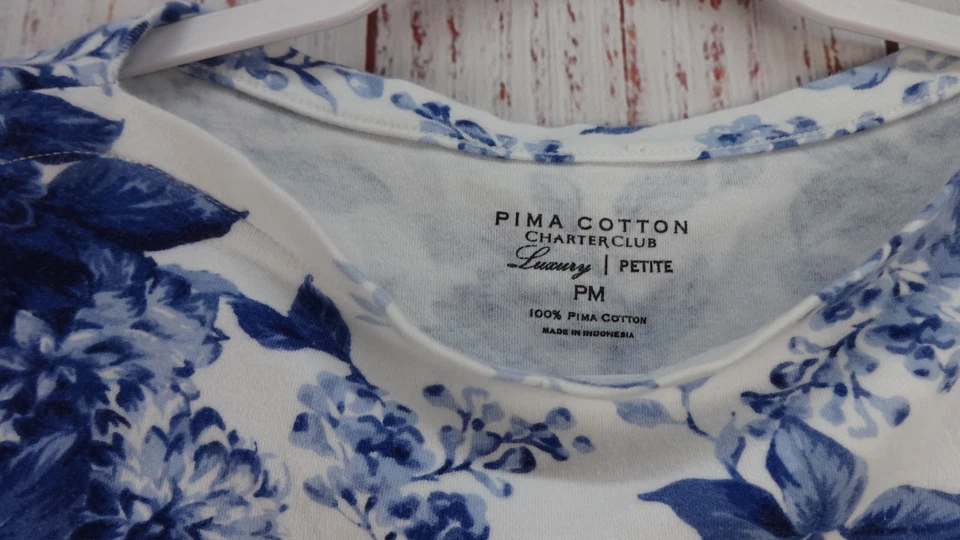 PIMA COTTON
CHARTER CLUB
Luxury | PETITE
PM
100% PIMA COTTON
MADE IN INDONESIA